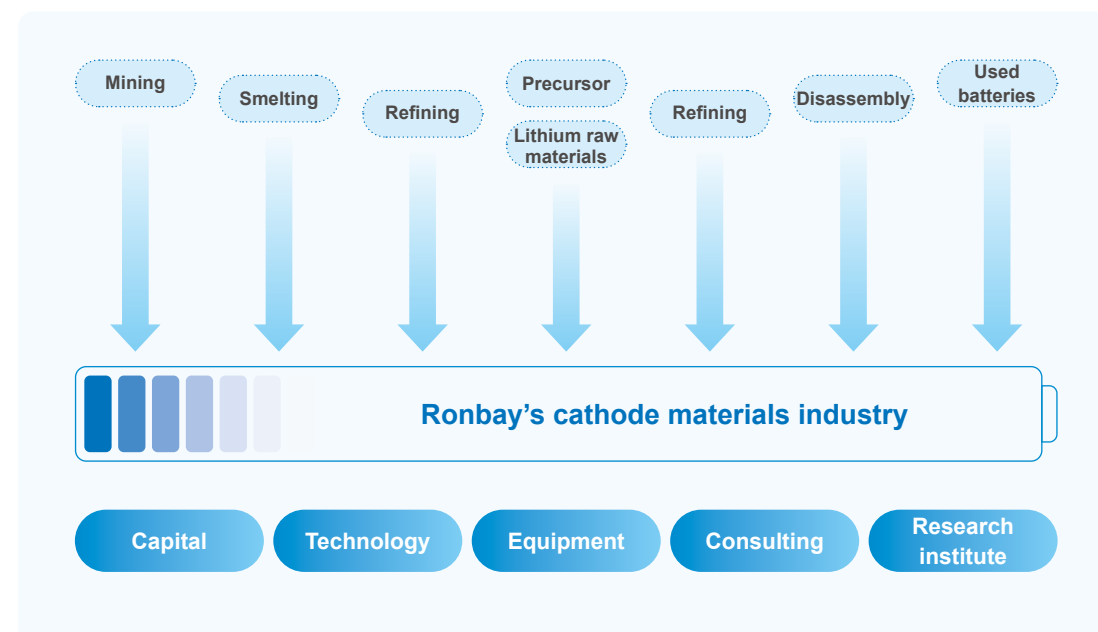 Mining
Smelting
Refining
Precursor
Lithium raw
materials
Refining
Disassembly
Used
batteries
Ronbay’s cathode materials industry
Capital
Technology
Equipment
Consulting
Research
institute